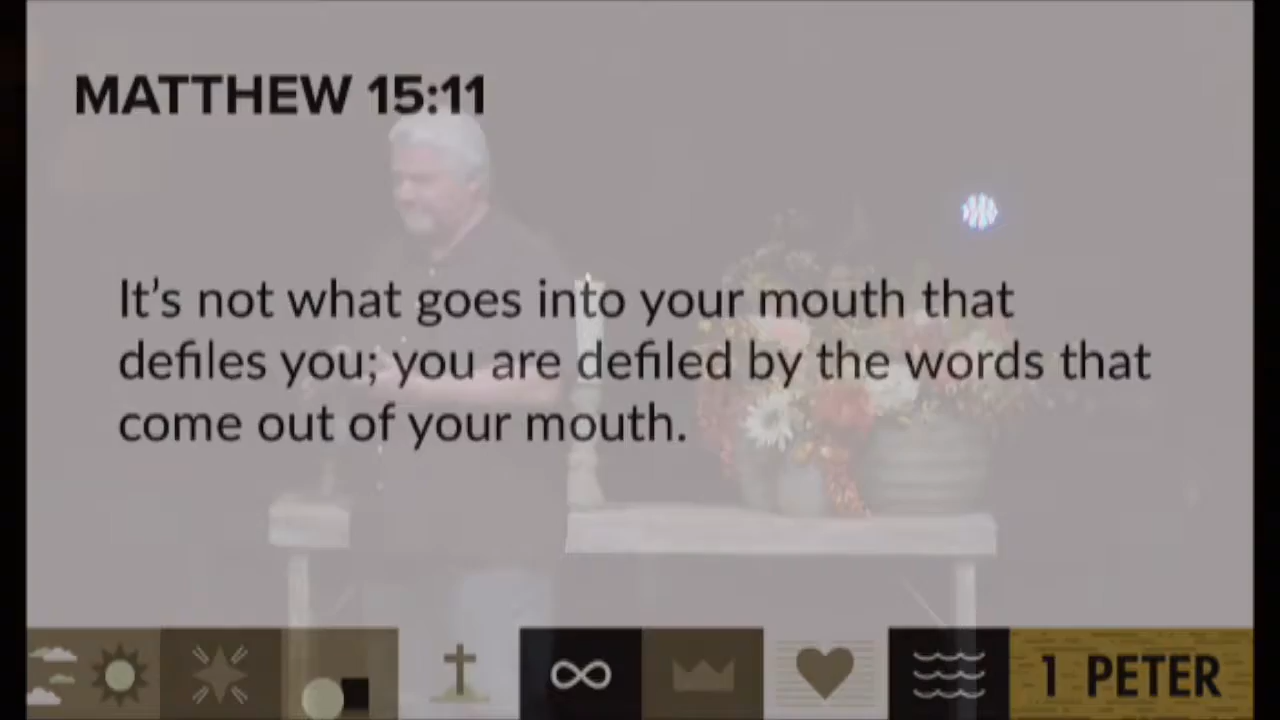 MATTHEW 15:11
It's not what goes into your mouth that
defiles you; you are defiled by the words that
come out of your mouth.
1 PETER